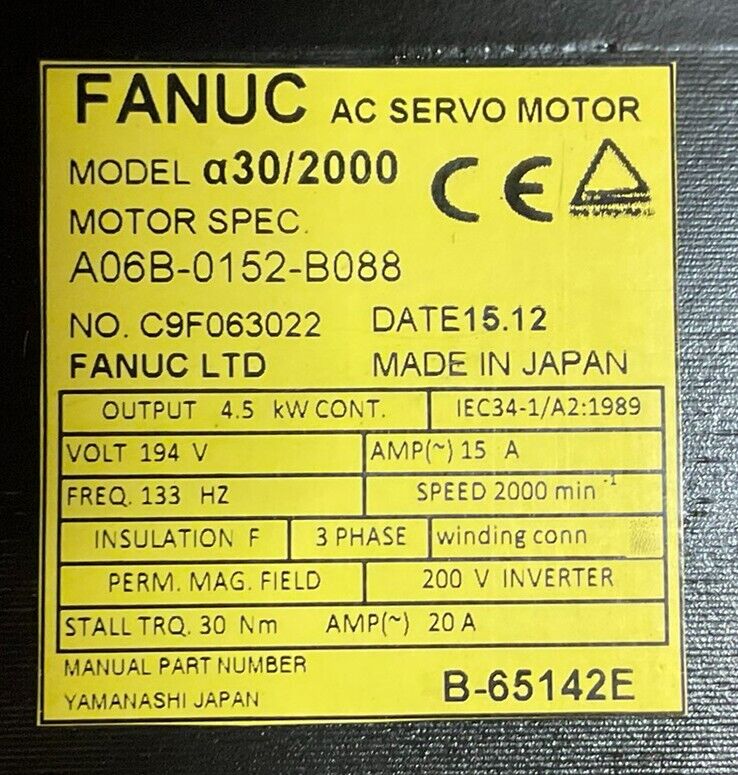 FANUC AC SERVO MOTOR
MODEL α30/2000
CE
MOTOR SPEC.
A06B-0152-B088
NO. C9F063022 DATE15.12
FANUC LTD MADE IN JAPAN
OUTPUT 4.5 kW CONT. IEC34-1/A2:1989
VOLT 194 V AMP(~) 15 A
FREQ. 133 HZ SPEED 2000 min⁻¹
INSULATION F 3 PHASE winding conn
PERM. MAG. FIELD 200 V INVERTER
STALL TRQ. 30 Nm AMP(~) 20 A
MANUAL PART NUMBER
YAMANASHI JAPAN B-65142E